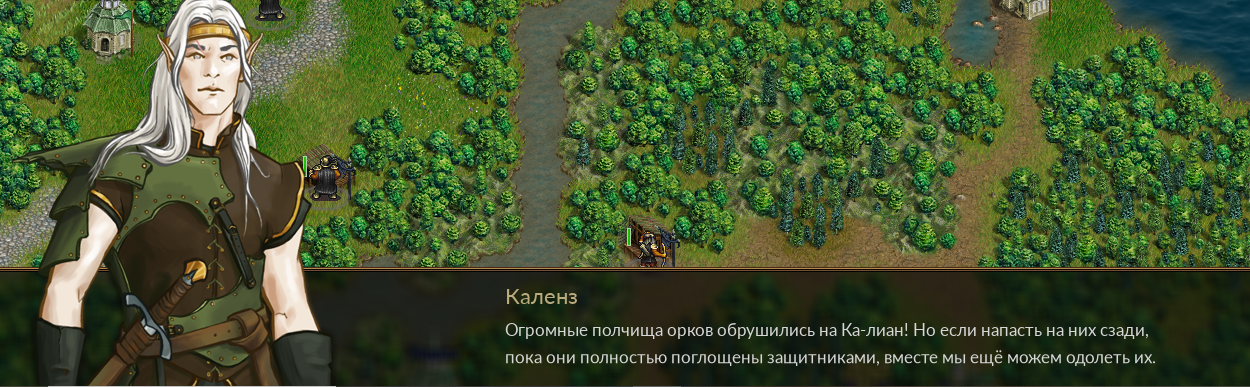 Каленз
Огромные полчища орков обрушились на Ка-лиан! Но если напасть на них сзади,
пока они полностью поглощены защитниками, вместе мы ещё можем одолеть их.